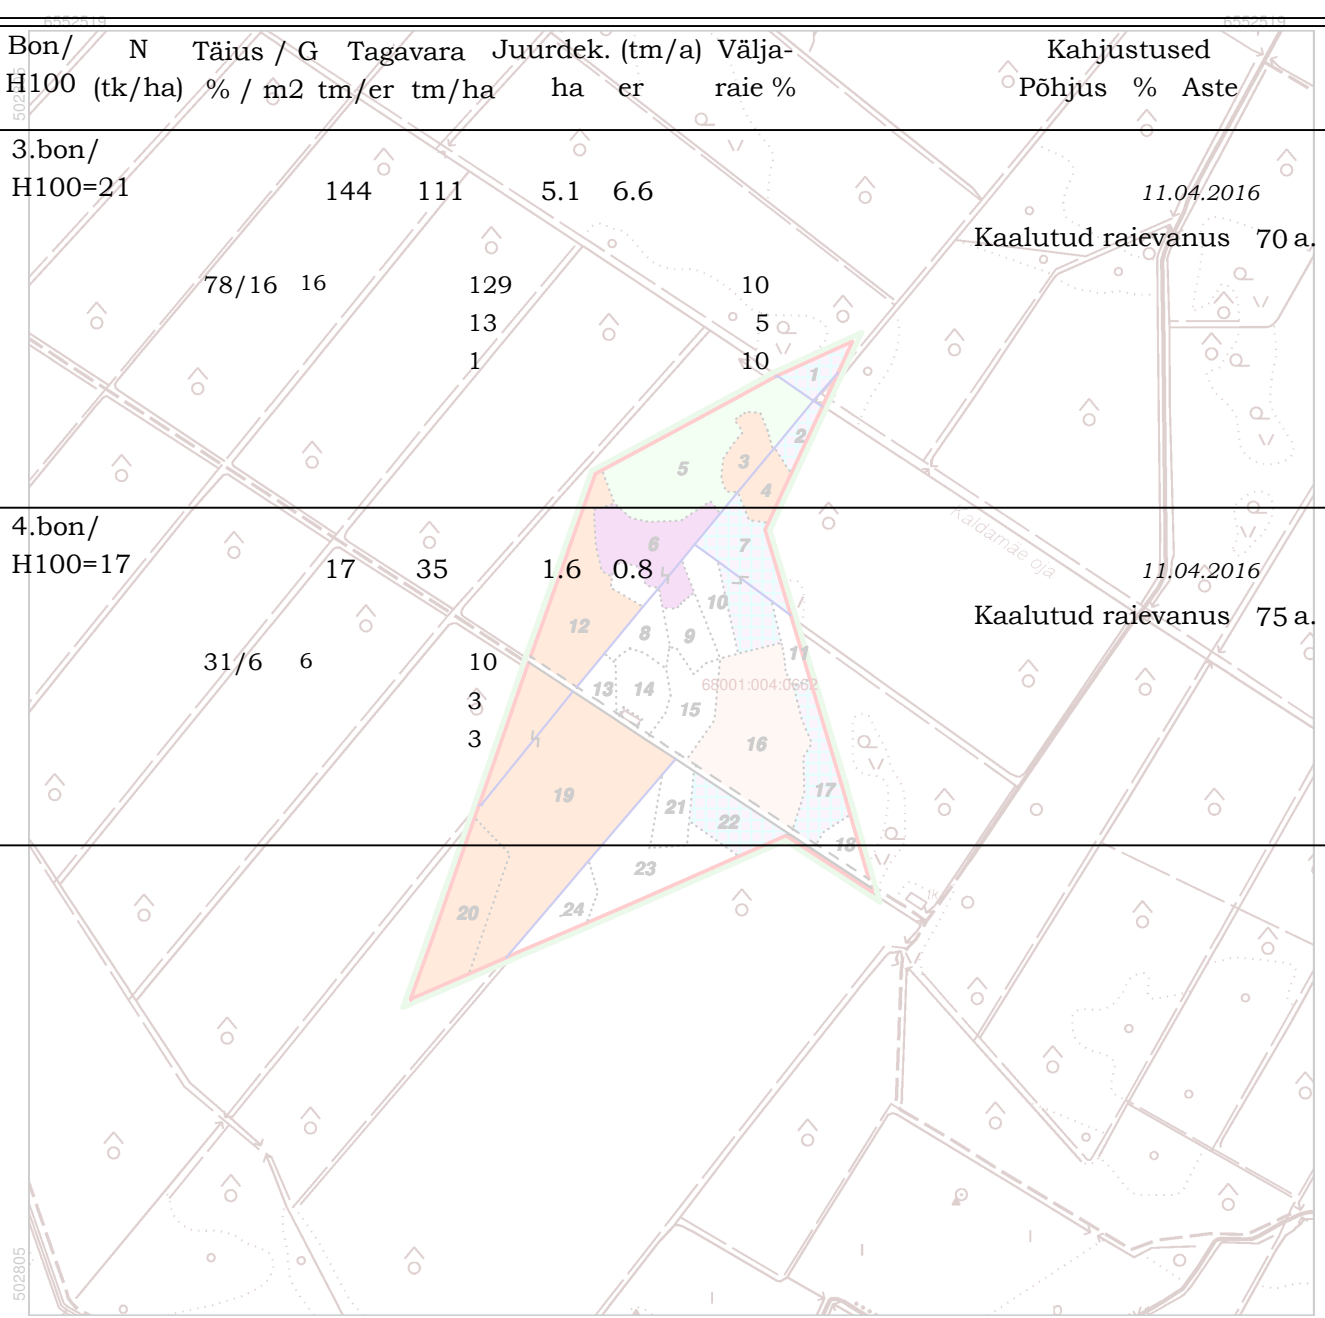 6552519 6552519
Bon/ N Täius / G Tagavara Juurdek. (tm/a) Välja- Kahjustused
H100 (tk/ha) % / m2 tm/er tm/ha ha er raie % Põhjus % Aste
3.bon/
H100=21 144 111 5.1 6.6 11.04.2016
Kaalutud raievanus 70 a.
78/16 16 129 10
13 5
1 10
1
2
3
5
4
4.bon/
H100=17 17 35 1.6 0.8 11.04.2016
Kaldamäe oja
6
7
10
Kaalutud raievanus 75 a.
12
8
9
11
31/6 6 10
3
3
13
14
68001:004:0662
15
16
19
17
21
22
18
23
1k
20
24
502805